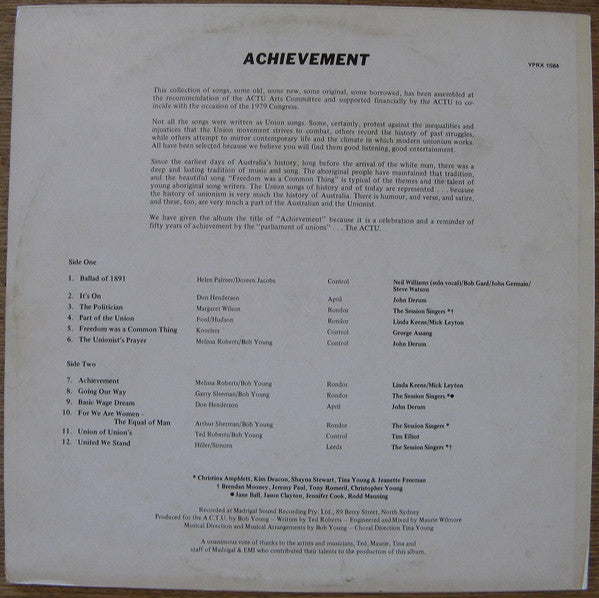 ACHIEVEMENT
YPRX 1584
This collection of songs, some old, some new, some original, some borrowed, has been assembled at
the recommendation of the ACTU Arts Committee and supported financially by the ACTU to co-
incide with the occasion of the 1979 Congress.
Not all the songs were written as Union songs. Some, certainly, protest against the inequalities and
injustices that the Union movement strives to combat, others record the history of past struggles,
while others attempt to mirror contemporary life and the climate in which modern unionism works.
All have been selected because we believe you will find them good listening, good entertainment.
Since the earliest days of Australia's history, long before the arrival of the white man, there was a
deep and lasting tradition of music and song. The aboriginal people have maintained that tradition,
and the beautiful song "Freedom was a Common Thing" is typical of the themes and the talent of
young aboriginal song writers. The Union songs of history and of today are represented . . . because
the history of unionism is very much the history of Australia. There is humour, and verse, and satire,
and these, too, are very much a part of the Australian and the Unionist.
We have given the album the title of "Achievement" because it is a celebration and a reminder of
fifty years of achievement by the "parliament of unions" . . . The ACTU.
Side One
1. Ballad of 1891 Helen Palmer/Doreen Jacobs Control Neil Williams (solo vocal)/Bob Gard/John Germain/
Steve Watson
2. It's On Don Henderson April John Derum
3. The Politician Margaret Wilson Rondor The Session Singers *†
4. Part of the Union Ford/Hudson Rondor Linda Keene/Mick Leyton
5. Freedom was a Common Thing Kooriers Control George Assang
6. The Unionist's Prayer Melissa Roberts/Bob Young Control John Derum
Side Two
7. Achievement Melissa Roberts/Bob Young Rondor Linda Keene/Mick Leyton
8. Going Our Way Garry Sleeman/Bob Young Rondor The Session Singers *●
9. Basic Wage Dream Don Henderson April John Derum
10. For We Are Women -
The Equal of Man Arthur Sherman/Bob Young Rondor The Session Singers *
11. Union of Union's Ted Roberts/Bob Young Control Tim Elliot
12. United We Stand Hiller/Simons Leeds The Session Singers *†
* Christina Amphlett, Kim Deacon, Shayna Stewart, Tina Young & Jeanette Freeman
† Brendan Mooney, Jeremy Paul, Tony Romeril, Christopher Young
● Jane Ball, Jason Clayton, Jennifer Cook, Rodd Manning
Recorded at Madrigal Sound Recording Pty. Ltd., 89 Berry Street, North Sydney
Produced for the A.C.T.U. by Bob Young – Written by Ted Roberts – Engineered and Mixed by Maurie Wilmore
Musical Direction and Musical Arrangements by Bob Young – Choral Direction Tina Young
A unanimous vote of thanks to the artists and musicians, Ted, Maurie, Tina and
staff of Madrigal & EMI who contributed their talents to the production of this album.